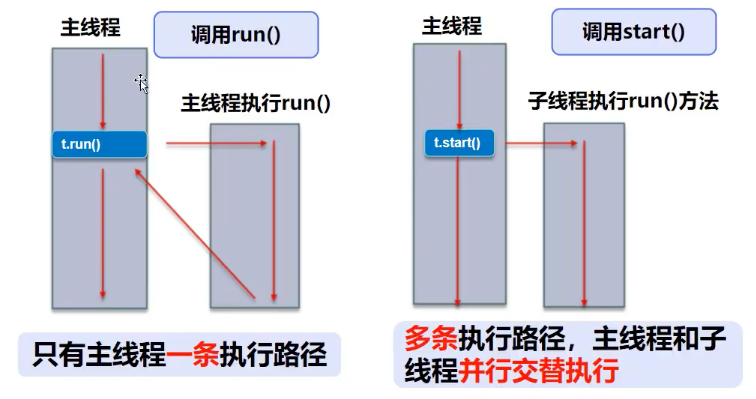 主线程
调用run()
主线程执行run()
t.run()
只有主线程一条执行路径
主线程
调用start()
子线程执行run()方法
t.start()
多条执行路径，主线程和子
线程并行交替执行